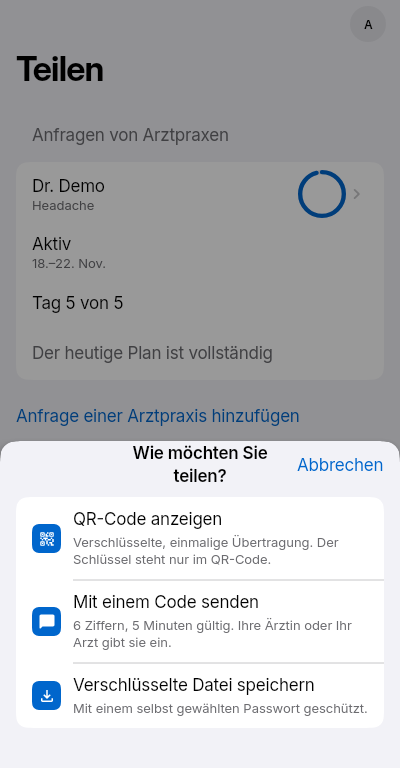 A
Teilen
Anfragen von Arztpraxen
Dr. Demo
Headache
Aktiv
18.–22. Nov.
Tag 5 von 5
Der heutige Plan ist vollständig
Anfrage einer Arztpraxis hinzufügen
Wie möchten Sie
teilen?
Abbrechen
QR-Code anzeigen
Verschlüsselte, einmalige Übertragung. Der
Schlüssel steht nur im QR-Code.
Mit einem Code senden
6 Ziffern, 5 Minuten gültig. Ihre Ärztin oder Ihr
Arzt gibt sie ein.
Verschlüsselte Datei speichern
Mit einem selbst gewählten Passwort geschützt.